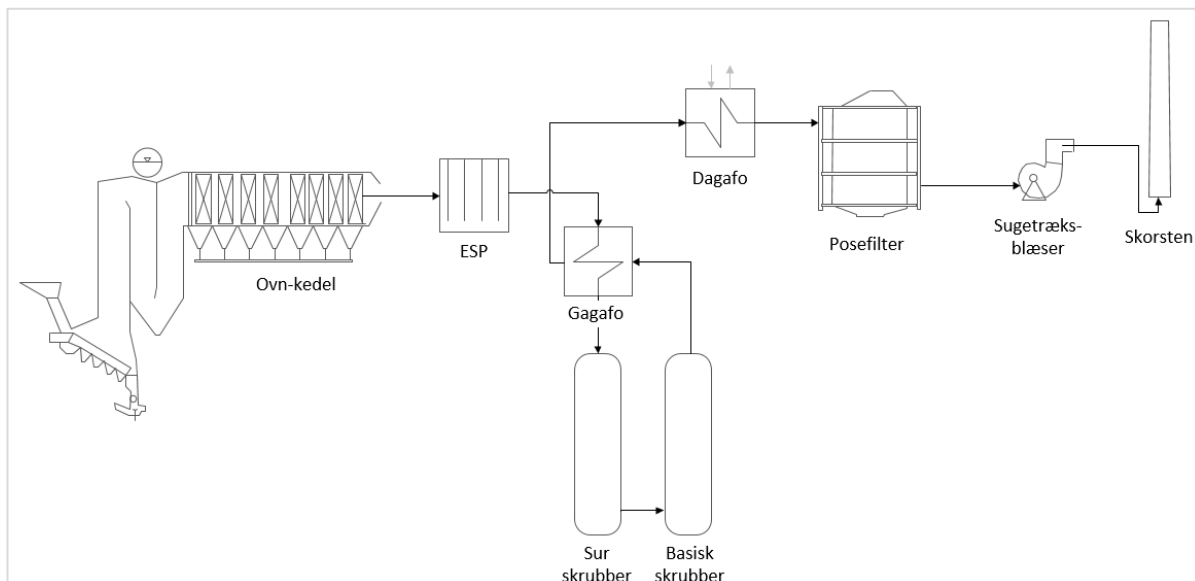 Ovn-kedel
ESP
Gagafo
Sur
skrubber
Basisk
skrubber
Dagafo
Posefilter
Sugetræks-
blæser
Skorsten